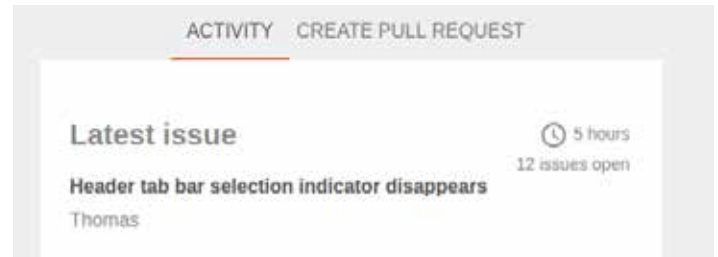 ACTIVITY CREATE PULL REQUEST
Latest issue
5 hours
12 issues open
Header tab bar selection indicator disappears
Thomas